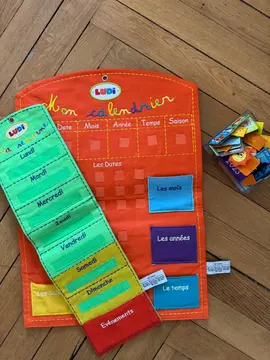 LUDI
LUDI
Mon calendrier
Date Mois Année Temps Saison
Les Dates
Les mois
Les années
Le temps
LUDI
Lundi
Mardi
Mercredi
Jeudi
Vendredi
Samedi
Dimanche
Evénements